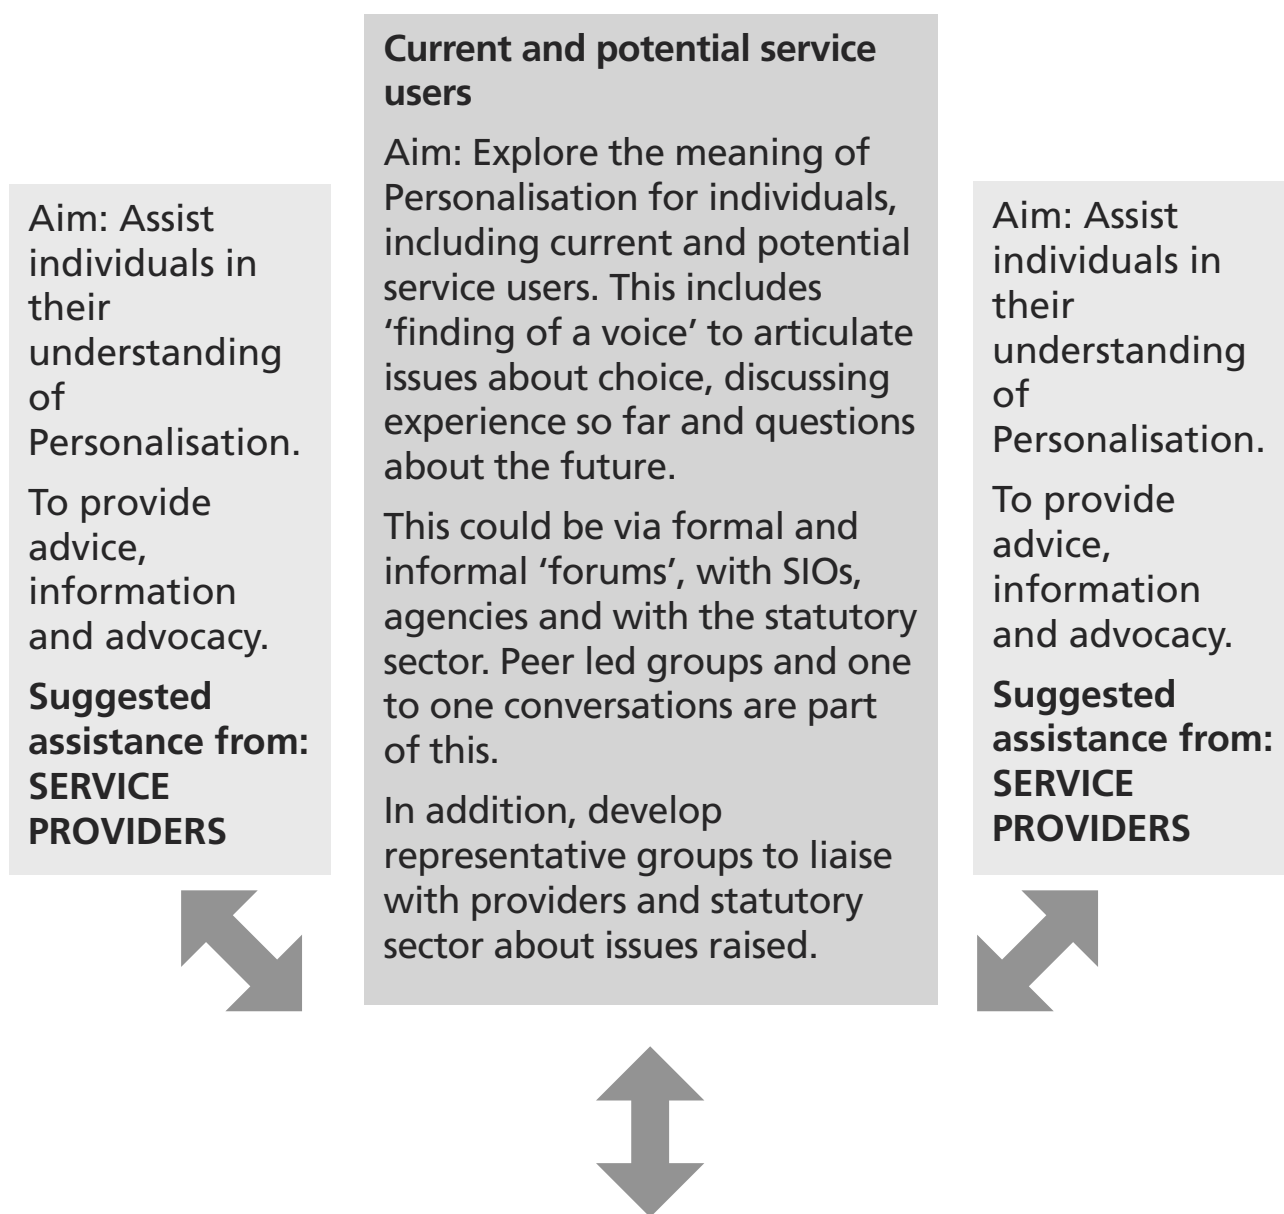 Aim: Assist
individuals in
their
understanding
of
Personalisation.
To provide
advice,
information
and advocacy.
Suggested
assistance from:
SERVICE
PROVIDERS
Current and potential service
users
Aim: Explore the meaning of
Personalisation for individuals,
including current and potential
service users. This includes
‘finding of a voice’ to articulate
issues about choice, discussing
experience so far and questions
about the future.
This could be via formal and
informal ‘forums’, with SIOs,
agencies and with the statutory
sector. Peer led groups and one
to one conversations are part
of this.
In addition, develop
representative groups to liaise
with providers and statutory
sector about issues raised.
Aim: Assist
individuals in
their
understanding
of
Personalisation.
To provide
advice,
information
and advocacy.
Suggested
assistance from:
SERVICE
PROVIDERS